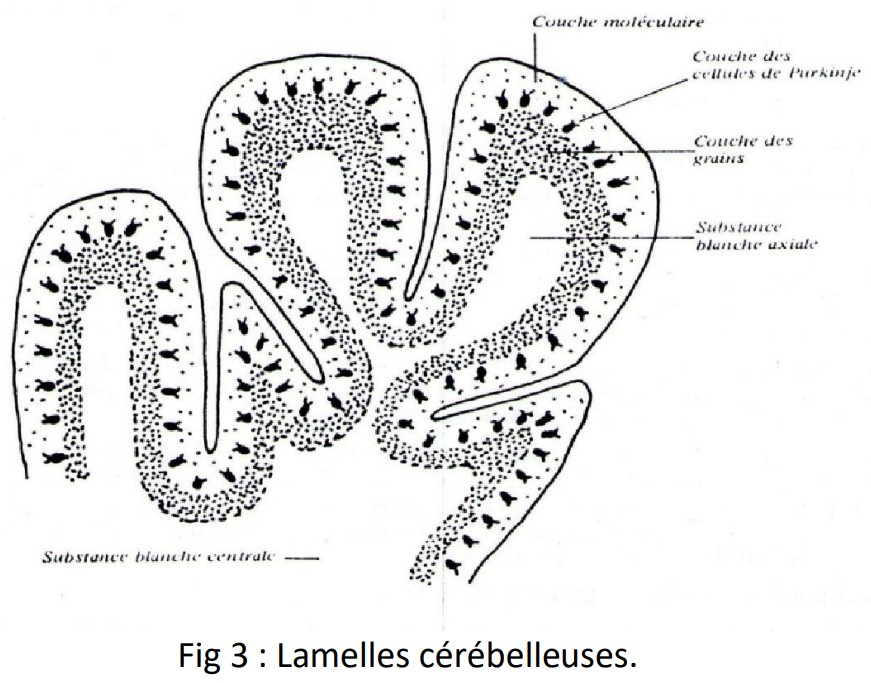 Couche moléculaire
Couche des
cellules de Purkinje
Couche des
grains
Substance
blanche axiale
Substance blanche centrale
Fig 3 : Lamelles cérébelleuses.